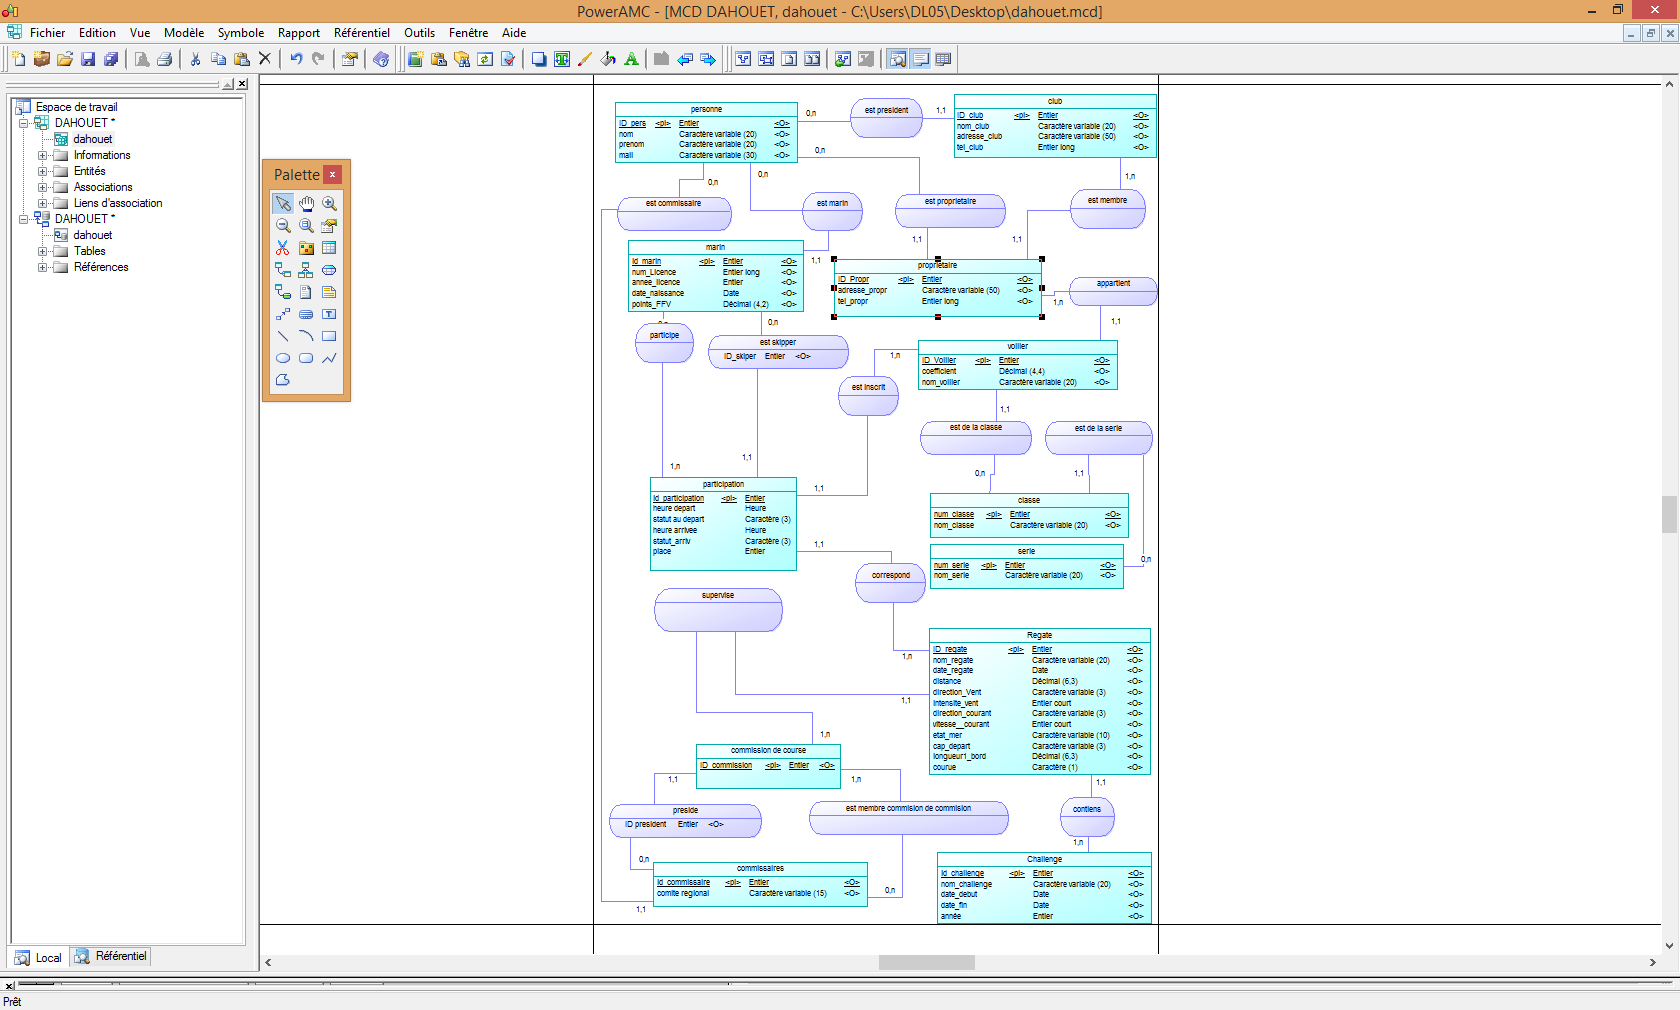 PowerAMC - [MCD DAHOUET, dahouet - C:\Users\DL05\Desktop\dahouet.mcd]
Fichier Edition Vue Modèle Symbole Rapport Référentiel Outils Fenêtre Aide
Espace de travail
DAHOUET *
dahouet
Informations
Entités
Associations
Liens d'association
DAHOUET *
dahouet
Tables
Références
Local
Référentiel
Prêt
Palette
personne
ID_pers <pi> Entier <O>
nom Caractère variable (20) <O>
prenom Caractère variable (20) <O>
mail Caractère variable (30) <O>
0,n
est president
1,1
club
ID_club <pi> Entier <O>
nom_club Caractère variable (20) <O>
adresse_club Caractère variable (50) <O>
tel_club Entier long <O>
0,n
0,n
0,n
1,n
est commissaire
est marin
est proprietaire
est membre
1,1
1,1
1,1
marin
id_marin <pi> Entier <O>
num_Licence Entier long <O>
annee_licence Entier <O>
date_naissance Date <O>
points_FFV Décimal (4,2) <O>
proprietaire
ID_Propr <pi> Entier <O>
adresse_propr Caractère variable (50) <O>
tel_propr Entier long <O>
1,n
appartient
1,1
0,n
0,n
participe
est skipper
ID_skiper Entier <O>
1,n
voilier
ID_Voilier <pi> Entier <O>
coefficient Décimal (4,4) <O>
nom_voilier Caractère variable (20) <O>
est inscrit
1,1
est de la classe
est de la serie
0,n
1,1
1,n
1,1
1,1
participation
id_participation <pi> Entier
heure depart Heure
statut au depart Caractère (3)
heure arrivee Heure
statut_arriv Caractère (3)
place Entier
classe
num_classe <pi> Entier <O>
nom_classe Caractère variable (20) <O>
serie
num_serie <pi> Entier <O>
nom_serie Caractère variable (20) <O>
0,n
1,1
correspond
supervise
1,n
1,1
Regate
ID_regate <pi> Entier <O>
nom_regate Caractère variable (20) <O>
date_regate Date <O>
distance Décimal (6,3) <O>
direction_Vent Caractère variable (3) <O>
intensite_vent Entier court <O>
direction_courant Caractère variable (3) <O>
vitesse__courant Entier court <O>
etat_mer Caractère variable (10) <O>
cap_depart Caractère variable (3) <O>
longueur1_bord Décimal (6,3) <O>
courue Caractère (1) <O>
1,n
commission de course
ID_commission <pi> Entier <O>
1,1
1,n
1,1
preside
ID president Entier <O>
est membre commision de commision
contiens
1,n
0,n
0,n
1,1
commissaires
id_commissaire <pi> Entier <O>
comite regional Caractère variable (15) <O>
Challenge
id_challenge <pi> Entier <O>
nom_challenge Caractère variable (20) <O>
date_debut Date <O>
date_fin Date <O>
année Entier <O>